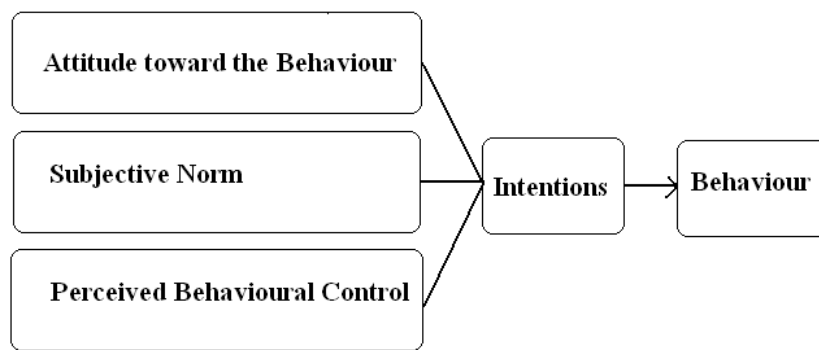 Attitude toward the Behaviour
Subjective Norm
Perceived Behavioural Control
Intentions
Behaviour